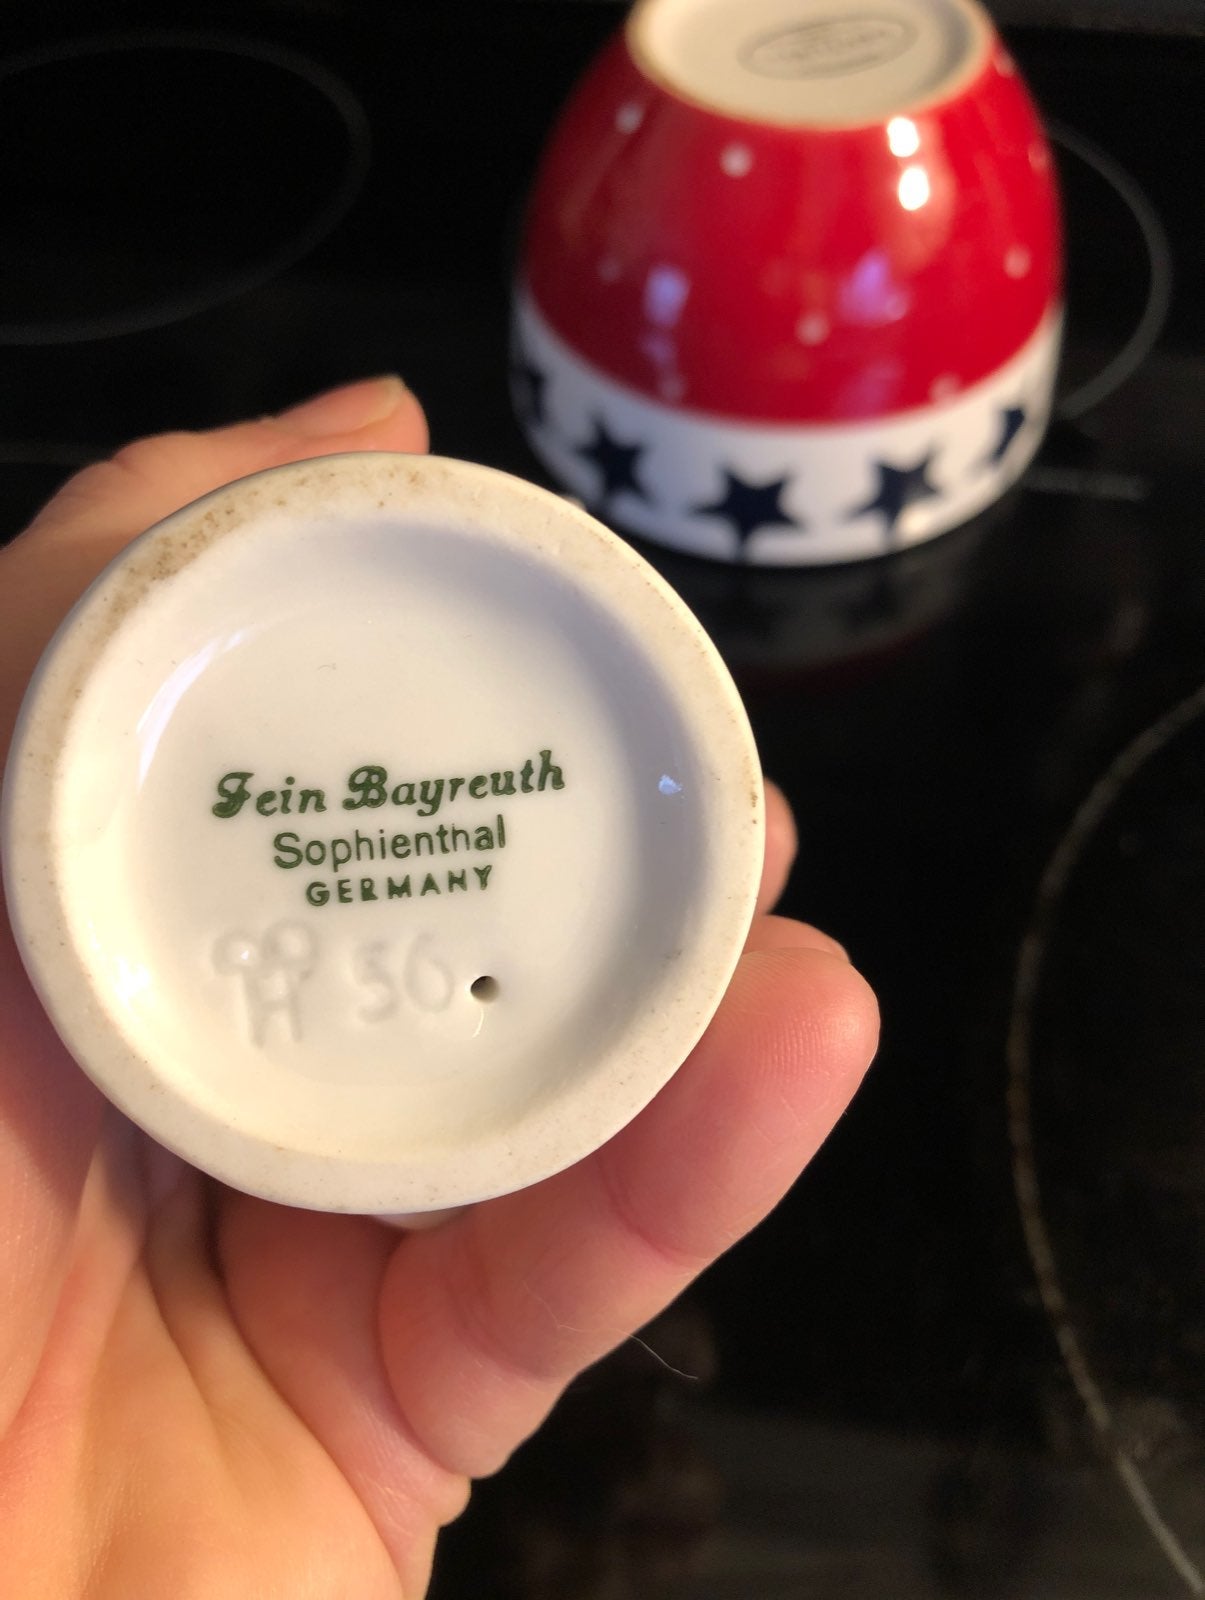 Fein Bayreuth
Sophienthal
GERMANY
H 56